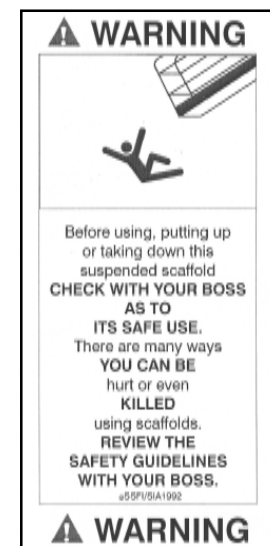 WARNING
Before using, putting up
or taking down this
suspended scaffold
CHECK WITH YOUR BOSS
AS TO
ITS SAFE USE.
There are many ways
YOU CAN BE
hurt or even
KILLED
using scaffolds.
REVIEW THE
SAFETY GUIDELINES
WITH YOUR BOSS.
WARNING